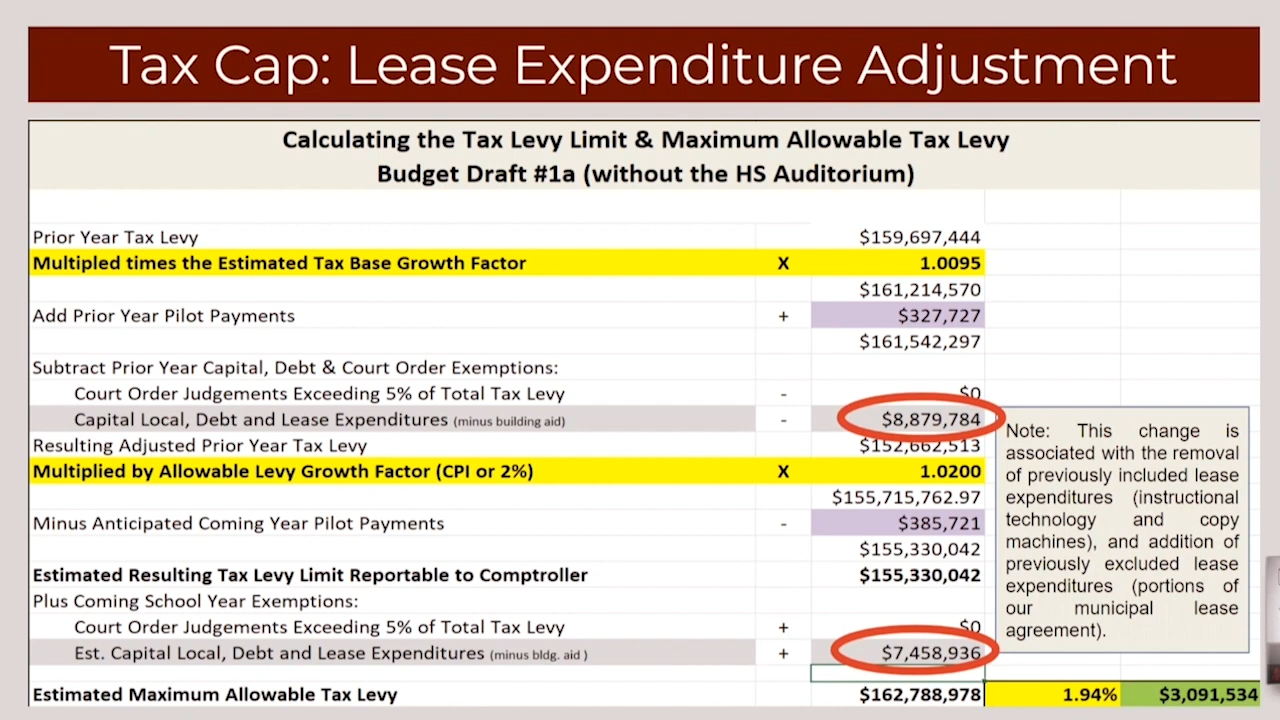 Tax Cap: Lease Expenditure Adjustment
Calculating the Tax Levy Limit & Maximum Allowable Tax Levy
Budget Draft #1a (without the HS Auditorium)
Prior Year Tax Levy $159,697,444
Multipled times the Estimated Tax Base Growth Factor X 1.0095
$161,214,570
Add Prior Year Pilot Payments + $327,727
$161,542,297
Subtract Prior Year Capital, Debt & Court Order Exemptions:
Court Order Judgements Exceeding 5% of Total Tax Levy - $0
Capital Local, Debt and Lease Expenditures (minus building aid) - $8,879,784
Resulting Adjusted Prior Year Tax Levy $152,662,513
Multiplied by Allowable Levy Growth Factor (CPI or 2%) X 1.0200
$155,715,762.97
Minus Anticipated Coming Year Pilot Payments - $385,721
$155,330,042
Estimated Resulting Tax Levy Limit Reportable to Comptroller $155,330,042
Plus Coming School Year Exemptions:
Court Order Judgements Exceeding 5% of Total Tax Levy + $0
Est. Capital Local, Debt and Lease Expenditures (minus bldg. aid ) + $7,458,936
Estimated Maximum Allowable Tax Levy $162,788,978 1.94% $3,091,534
Note: This change is
associated with the removal
of previously included lease
expenditures (instructional
technology and copy
machines), and addition of
previously excluded lease
expenditures (portions of
our municipal lease
agreement).